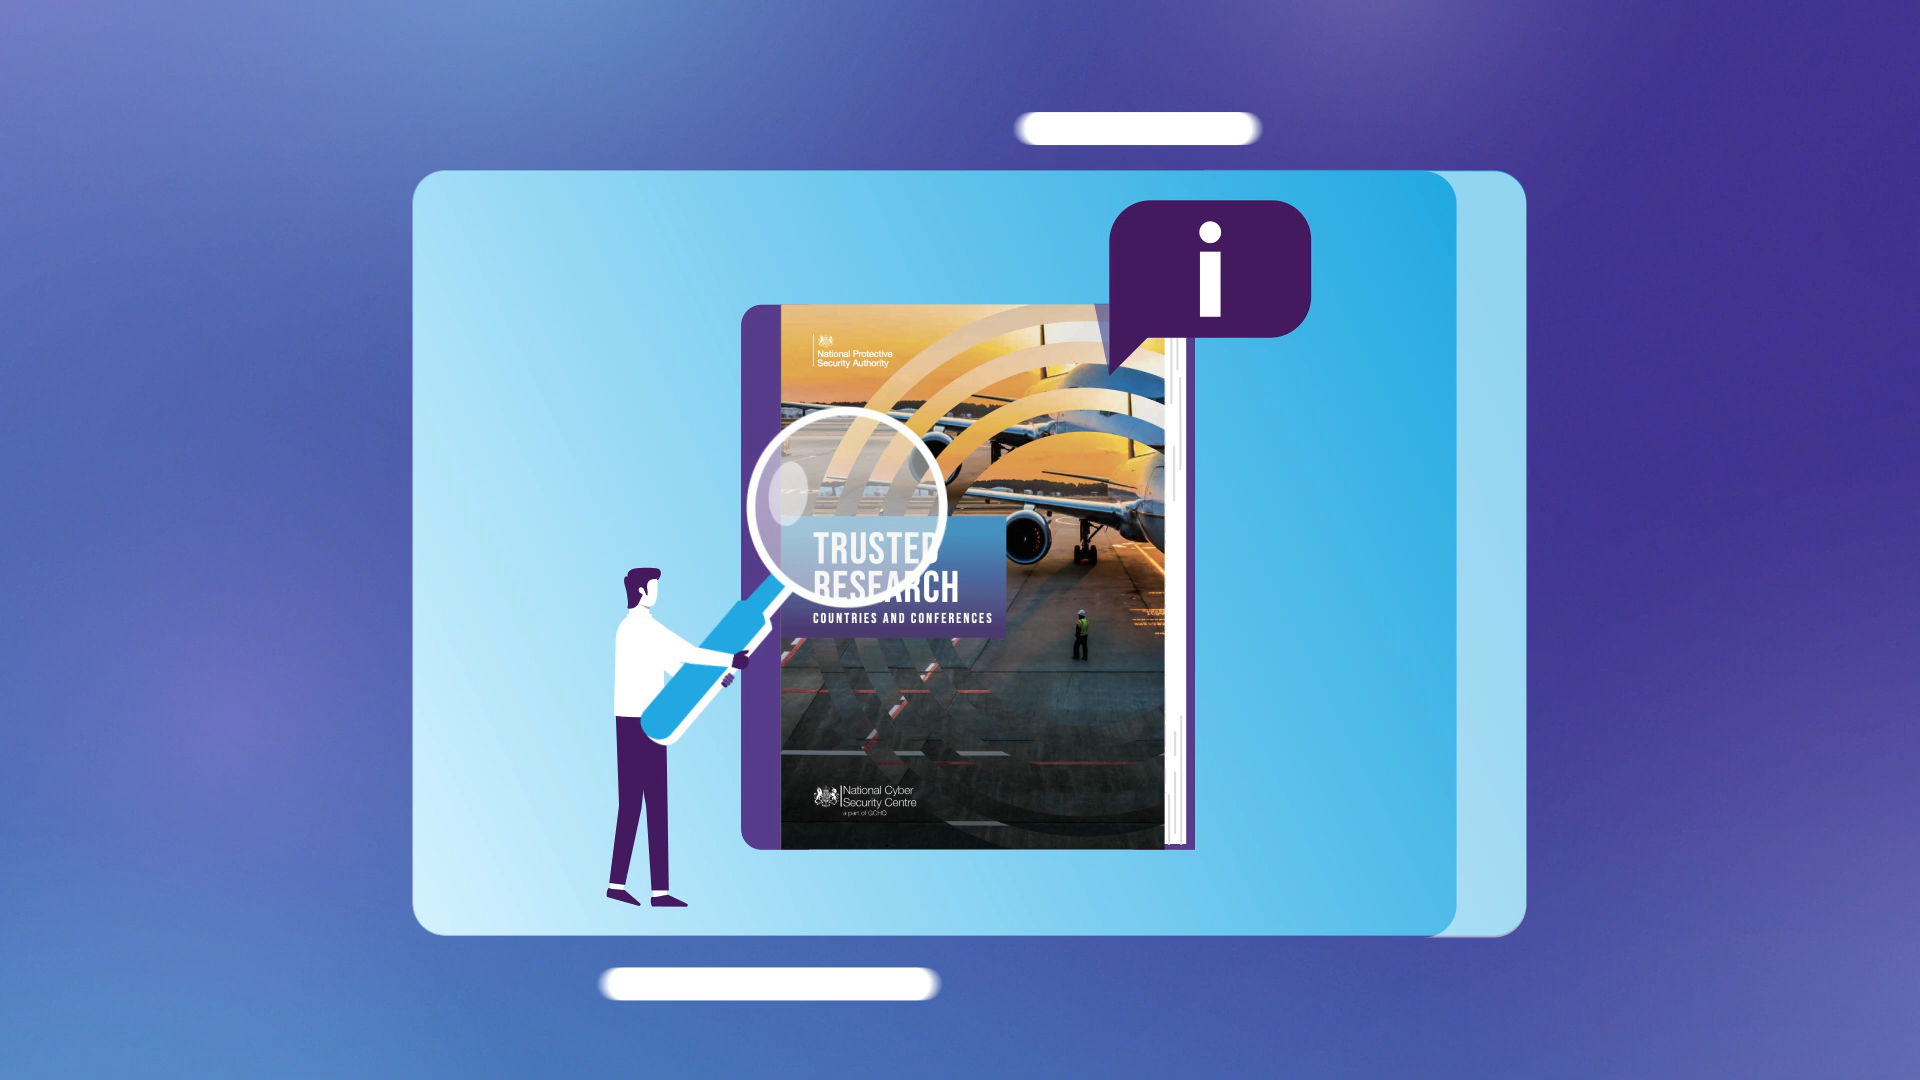 i
National Protective
Security Authority
TRUSTED
RESEARCH
COUNTRIES AND CONFERENCES
National Cyber
Security Centre
a part of GCHQ